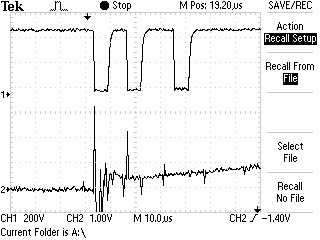 Tek Stop M Pos: 19.20µs SAVE/REC
Action
Recall Setup
Recall From
File
1
Select
File
2
Recall
No File
CH1 200V CH2 1.00V M 10.0µs CH2 ∕ -1.40V
Current Folder is A:\